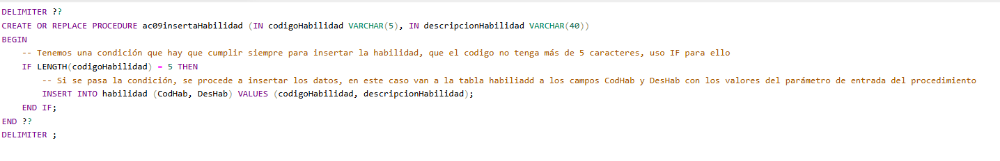 DELIMITER ??
CREATE OR REPLACE PROCEDURE ac09insertaHabilidad (IN codigoHabilidad VARCHAR(5), IN descripcionHabilidad VARCHAR(40))
BEGIN
-- Tenemos una condición que hay que cumplir siempre para insertar la habilidad, que el codigo no tenga más de 5 caracteres, uso IF para ello
IF LENGTH(codigoHabilidad) = 5 THEN
-- Si se pasa la condición, se procede a insertar los datos, en este caso van a la tabla habiliadd a los campos CodHab y DesHab con los valores del parámetro de entrada del procedimiento
INSERT INTO habilidad (CodHab, DesHab) VALUES (codigoHabilidad, descripcionHabilidad);
END IF;
END ??
DELIMITER ;